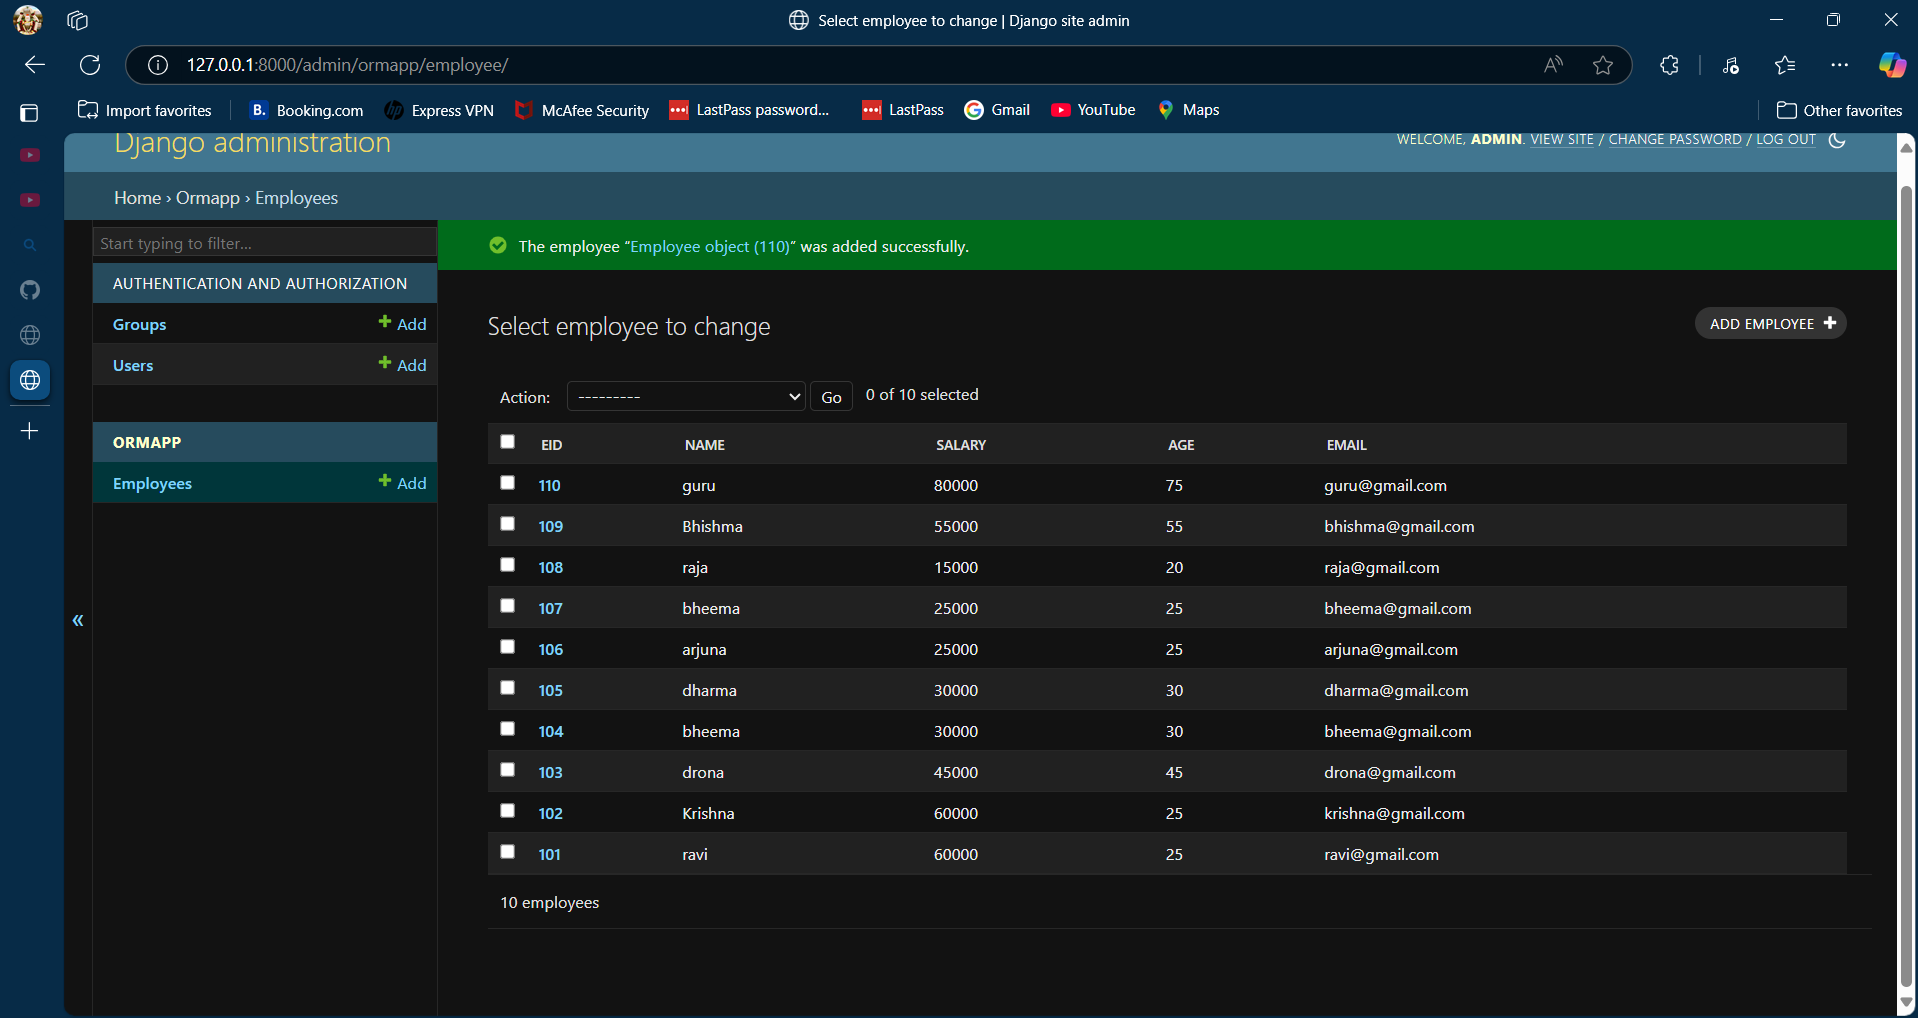 Select employee to change | Django site admin
127.0.0.1:8000/admin/ormapp/employee/
Import favorites
B. Booking.com
hp Express VPN
McAfee Security
LastPass password...
LastPass
Gmail
YouTube
Maps
Other favorites
Django administration
WELCOME, ADMIN. VIEW SITE / CHANGE PASSWORD / LOG OUT
Home › Ormapp › Employees
Start typing to filter...
The employee “Employee object (110)” was added successfully.
AUTHENTICATION AND AUTHORIZATION
Groups + Add
Users + Add
ORMAPP
Employees + Add
«
Select employee to change
ADD EMPLOYEE +
Action: --------- Go 0 of 10 selected
EID NAME SALARY AGE EMAIL
110 guru 80000 75 guru@gmail.com
109 Bhishma 55000 55 bhishma@gmail.com
108 raja 15000 20 raja@gmail.com
107 bheema 25000 25 bheema@gmail.com
106 arjuna 25000 25 arjuna@gmail.com
105 dharma 30000 30 dharma@gmail.com
104 bheema 30000 30 bheema@gmail.com
103 drona 45000 45 drona@gmail.com
102 Krishna 60000 25 krishna@gmail.com
101 ravi 60000 25 ravi@gmail.com
10 employees